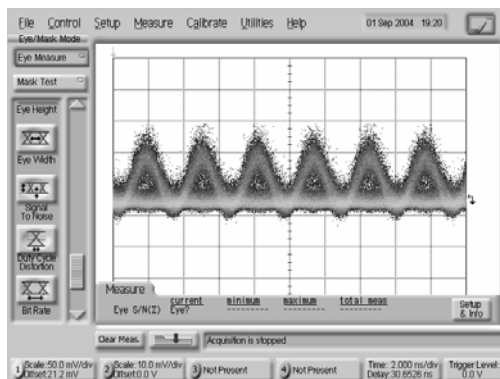 File Control Setup Measure Calibrate Utilities Help 01 Sep 2004 19:20
Eye/Mask Mode
Eye Measure
Mask Test
Eye Height
Eye Width
Signal
To Noise
Duty Cycle
Distortion
Bit Rate
Measure
current minimum maximum total meas
Eye S/N(Σ) Eye?
Setup
& Info
Clear Meas. Acquisition is stopped
1 Scale:50.0 mV/div 2 Scale:10.0 mV/div 3 Not Present 4 Not Present Time: 2.000 ns/div Trigger Level:
Offset:21.2 mV Offset:0.0 V Delay:30.6526 ns 0.0 V